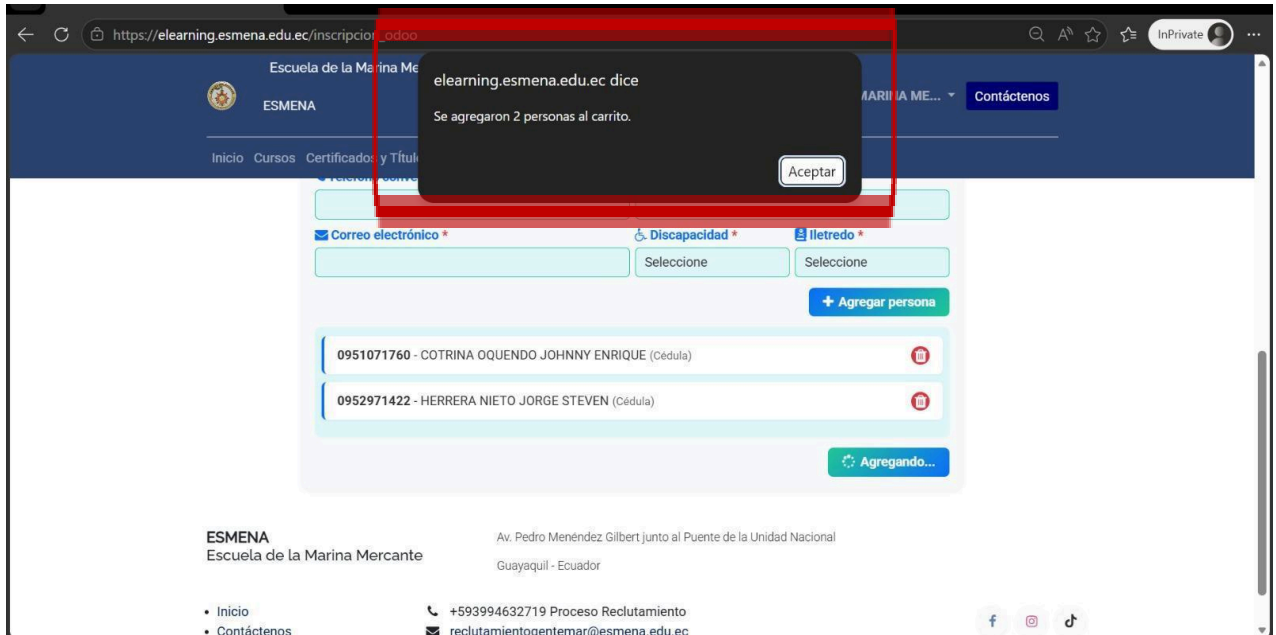 https://elearning.esmena.edu.ec/inscripcion_odoo
InPrivate
Escuela de la Marina Me
ESMENA
MARINA ME...
Contáctenos
elearning.esmena.edu.ec dice
Se agregaron 2 personas al carrito.
Aceptar
Inicio Cursos Certificados y Títul
Correo electrónico *
Discapacidad *
Iletredo *
Seleccione
Seleccione
+ Agregar persona
0951071760 - COTRINA OQUENDO JOHNNY ENRIQUE (Cédula)
0952971422 - HERRERA NIETO JORGE STEVEN (Cédula)
Agregando...
ESMENA
Escuela de la Marina Mercante
Av. Pedro Menéndez Gilbert junto al Puente de la Unidad Nacional
Guayaquil - Ecuador
• Inicio
• Contáctenos
+593994632719 Proceso Reclutamiento
reclutamientogentemar@esmena.edu.ec